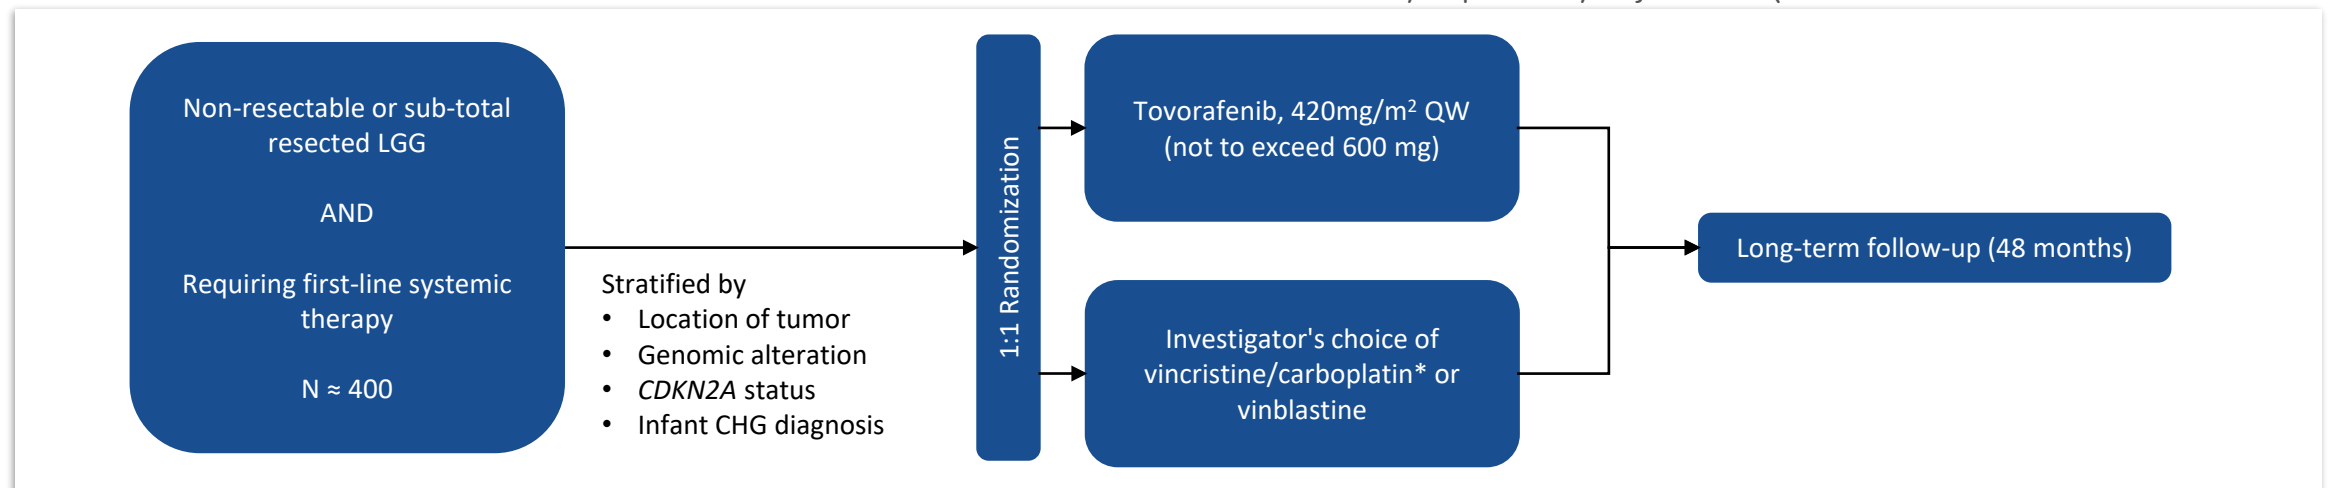 Non-resectable or sub-total
resected LGG
AND
Requiring first-line systemic
therapy
N ≈ 400
Stratified by
• Location of tumor
• Genomic alteration
• CDKN2A status
• Infant CHG diagnosis
1:1 Randomization
Tovorafenib, 420mg/m² QW
(not to exceed 600 mg)
Investigator's choice of
vincristine/carboplatin* or
vinblastine
Long-term follow-up (48 months)